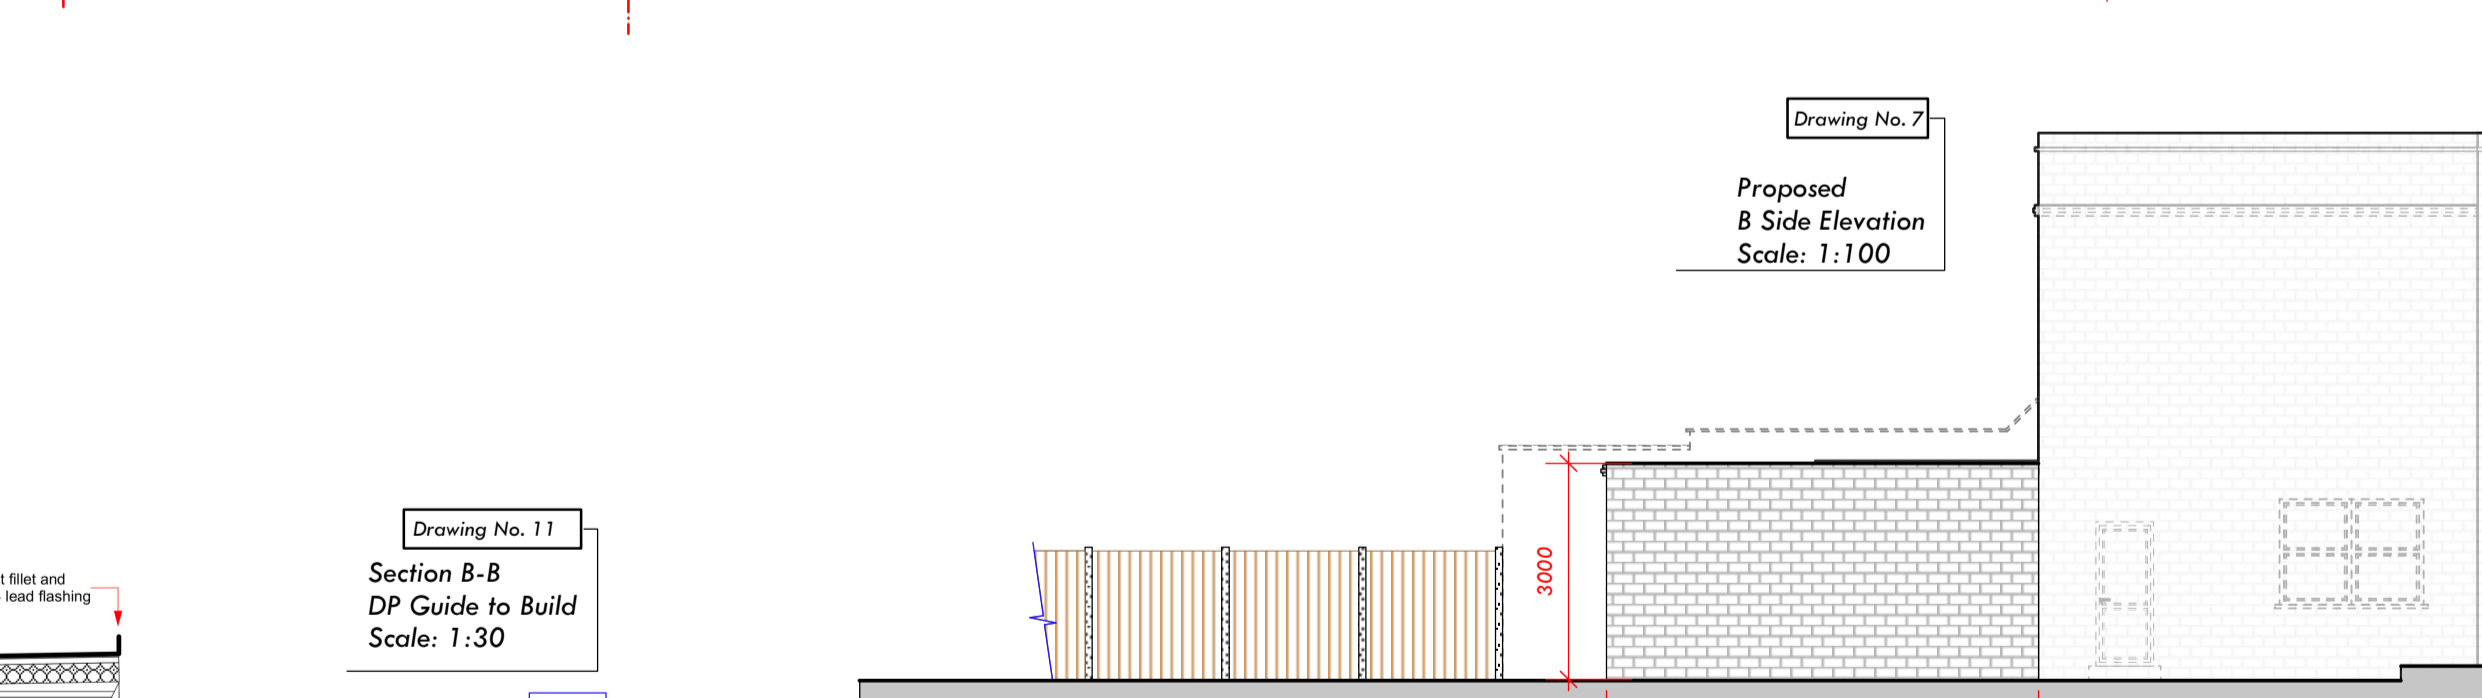 Drawing No. 7
Proposed
B Side Elevation
Scale: 1:100
Drawing No. 11
Section B-B
DP Guide to Build
Scale: 1:30
t fillet and
lead flashing
3000